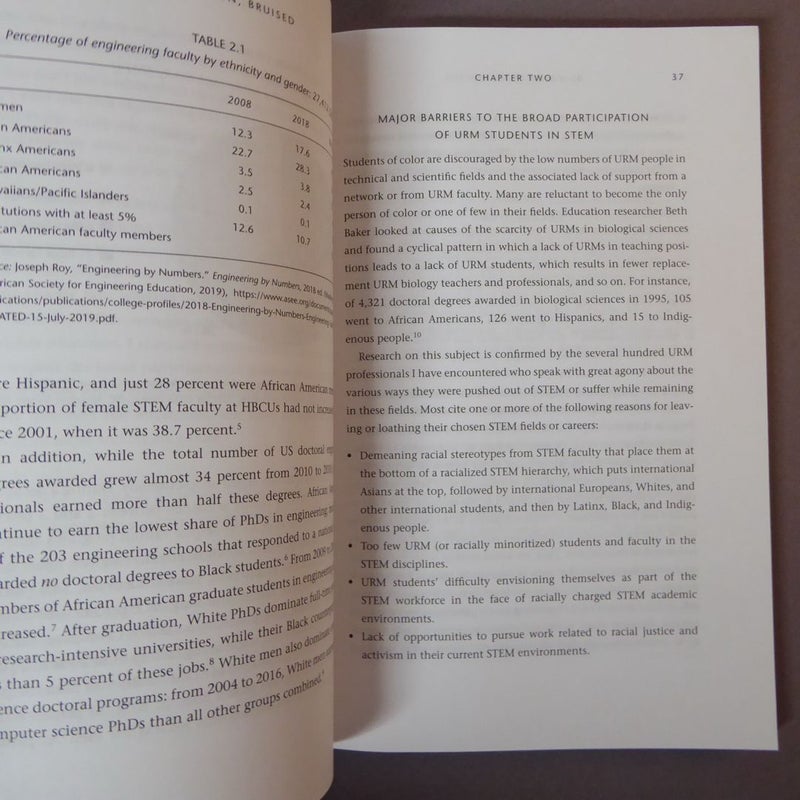 BRUISED
TABLE 2.1
Percentage of engineering faculty by ethnicity and gender:
2008 2018
men
n Americans 12.3 17.6
nx Americans 22.7 28.3
can Americans 3.5 3.8
vaiians/Pacific Islanders 2.5 2.4
tutions with at least 5% 0.1 0.1
can American faculty members 12.6 10.7
ce: Joseph Roy, "Engineering by Numbers." Engineering by Numbers, 2018 ed.
rican Society for Engineering Education, 2019), https://www.asee.org/docum
ications/publications/college-profiles/2018-Engineering-by-Numbers-Engineering
ATED-15-July-2019.pdf.
re Hispanic, and just 28 percent were African American
portion of female STEM faculty at HBCUs had not increa
ce 2001, when it was 38.7 percent.5
n addition, while the total number of US doctoral
rees awarded grew almost 34 percent from 2010 to
ionals earned more than half these degrees. African
ntinue to earn the lowest share of PhDs in engineering
f the 203 engineering schools that responded to a
arded no doctoral degrees to Black students.6 From 2009
mbers of African American graduate students in engineering
reased.7 After graduation, White PhDs dominate
esearch-intensive universities, while their Black
s than 5 percent of these jobs.8 White men also dominate
ence doctoral programs: from 2004 to 2016, White men
mputer science PhDs than all other groups combined.9
CHAPTER TWO 37
MAJOR BARRIERS TO THE BROAD PARTICIPATION
OF URM STUDENTS IN STEM
Students of color are discouraged by the low numbers of URM people in
technical and scientific fields and the associated lack of support from a
network or from URM faculty. Many are reluctant to become the only
person of color or one of few in their fields. Education researcher Beth
Baker looked at causes of the scarcity of URMs in biological sciences
and found a cyclical pattern in which a lack of URMs in teaching posi-
tions leads to a lack of URM students, which results in fewer replace-
ment URM biology teachers and professionals, and so on. For instance,
of 4,321 doctoral degrees awarded in biological sciences in 1995, 105
went to African Americans, 126 went to Hispanics, and 15 to Indig-
enous people.10
Research on this subject is confirmed by the several hundred URM
professionals I have encountered who speak with great agony about the
various ways they were pushed out of STEM or suffer while remaining
in these fields. Most cite one or more of the following reasons for leav-
ing or loathing their chosen STEM fields or careers:
• Demeaning racial stereotypes from STEM faculty that place them at
the bottom of a racialized STEM hierarchy, which puts international
Asians at the top, followed by international Europeans, Whites, and
other international students, and then by Latinx, Black, and Indig-
enous people.
• Too few URM (or racially minoritized) students and faculty in the
STEM disciplines.
• URM students' difficulty envisioning themselves as part of the
STEM workforce in the face of racially charged STEM academic
environments.
• Lack of opportunities to pursue work related to racial justice and
activism in their current STEM environments.